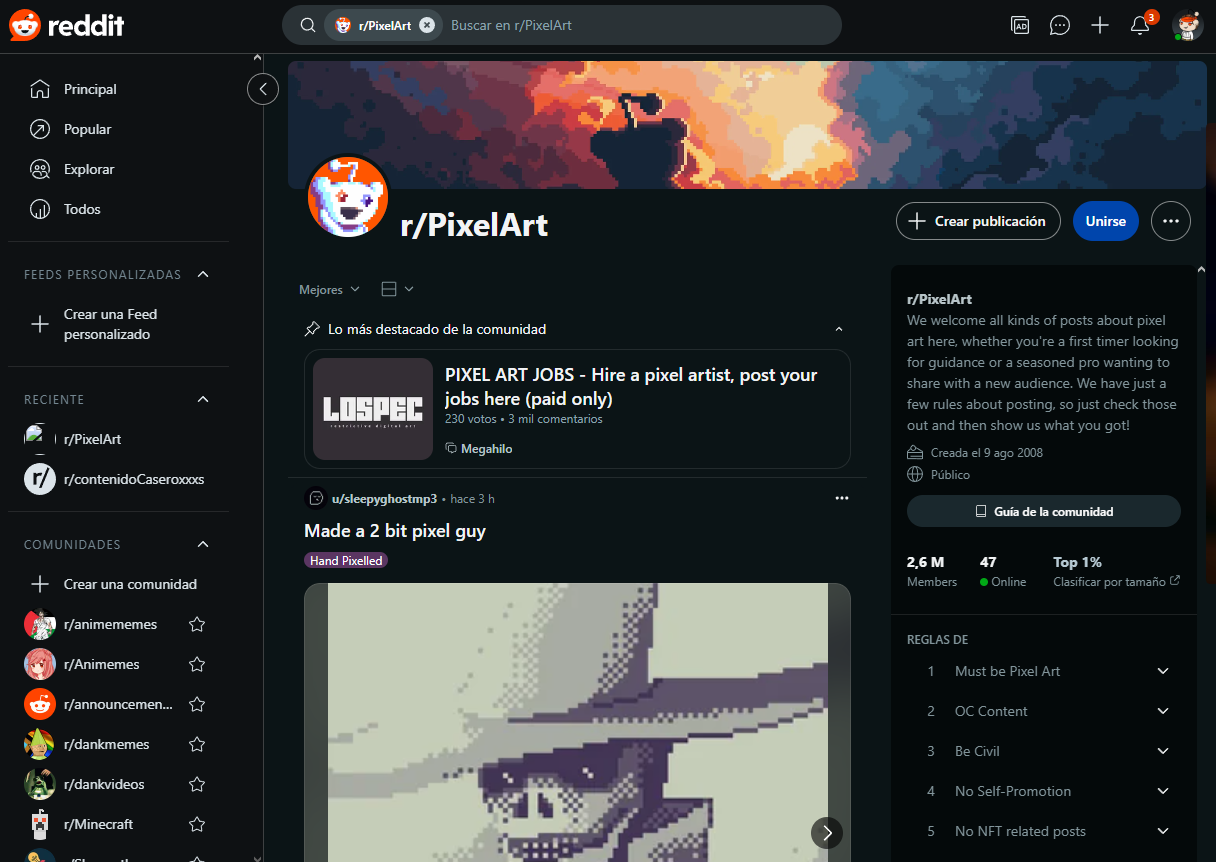 reddit
r/PixelArt
Buscar en r/PixelArt
AD
3
Principal
Popular
Explorar
Todos
FEEDS PERSONALIZADAS
Crear una Feed
personalizado
RECIENTE
r/PixelArt
r/
r/contenidoCaseroxxxs
COMUNIDADES
Crear una comunidad
r/animememes
r/Animemes
r/announcemen...
r/dankmemes
r/dankvideos
r/Minecraft
r/PixelArt
Crear publicación
Unirse
Mejores
Lo más destacado de la comunidad
LOSPEC
restrictive digital art
PIXEL ART JOBS - Hire a pixel artist, post your
jobs here (paid only)
230 votos • 3 mil comentarios
Megahilo
u/sleepyghostmp3 • hace 3 h
Made a 2 bit pixel guy
Hand Pixelled
r/PixelArt
We welcome all kinds of posts about pixel
art here, whether you're a first timer looking
for guidance or a seasoned pro wanting to
share with a new audience. We have just a
few rules about posting, so just check those
out and then show us what you got!
Creada el 9 ago 2008
Público
Guía de la comunidad
2,6 M 47 Top 1%
Members Online Clasificar por tamaño
REGLAS DE
1 Must be Pixel Art
2 OC Content
3 Be Civil
4 No Self-Promotion
5 No NFT related posts